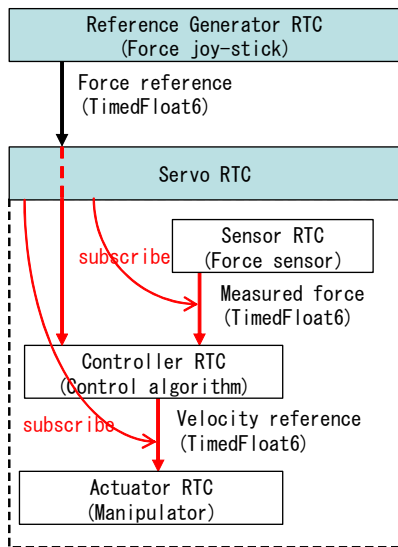 Reference Generator RTC
(Force joy-stick)
Force reference
(TimedFloat6)
Servo RTC
Sensor RTC
(Force sensor)
subscribe
Measured force
(TimedFloat6)
Controller RTC
(Control algorithm)
subscribe
Velocity reference
(TimedFloat6)
Actuator RTC
(Manipulator)